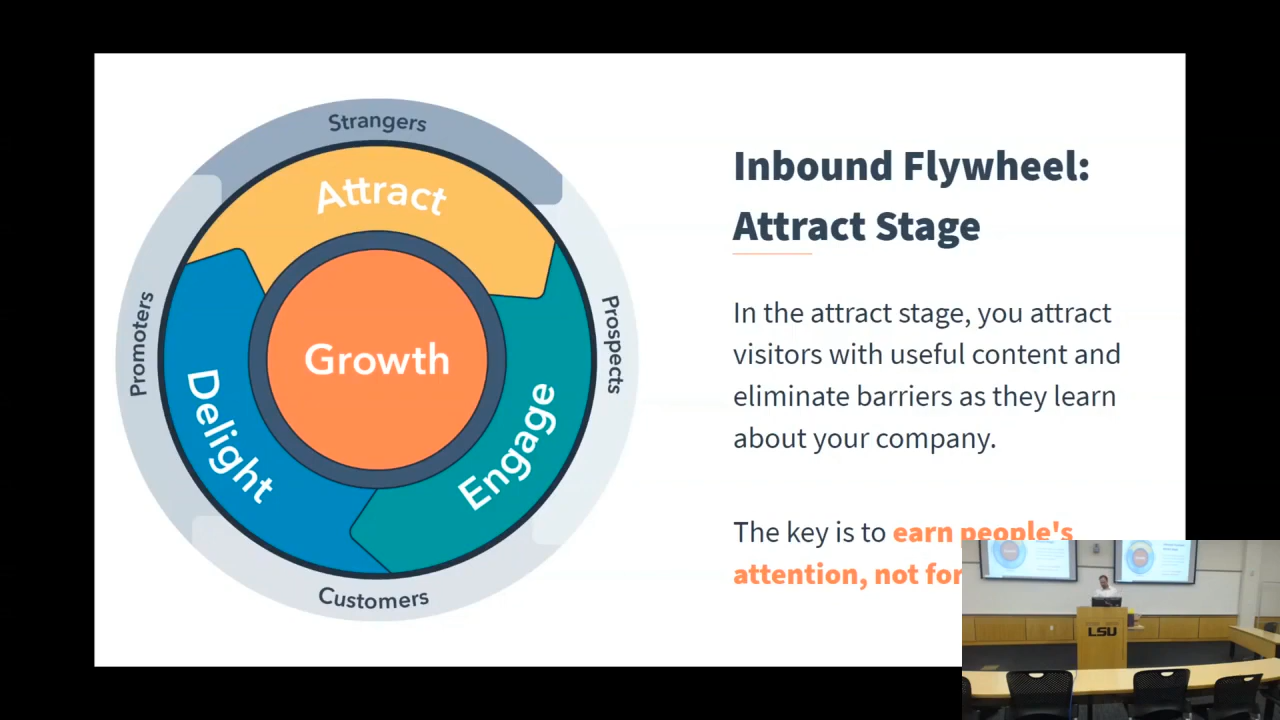 Strangers
Attract
Promoters
Growth
Prospects
Delight
Engage
Customers
Inbound Flywheel:
Attract Stage
In the attract stage, you attract
visitors with useful content and
eliminate barriers as they learn
about your company.
The key is to earn people's
attention, not for
LSU